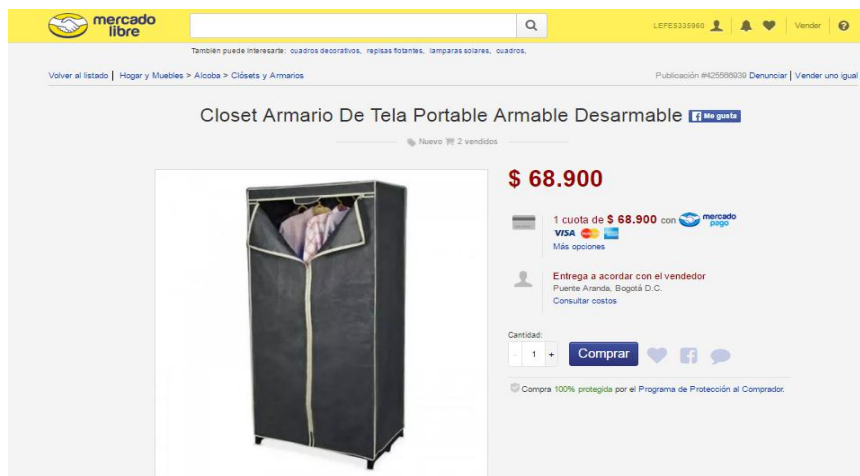 mercado
libre
LEFE5335960
Vender
También puede interesarte: cuadros decorativos, repisas flotantes, lamparas solares, cuadros,
Volver al listado | Hogar y Muebles > Alcoba > Clósets y Armarios
Publicación #425566939 Denunciar | Vender uno igual
Closet Armario De Tela Portable Armable Desarmable
Me gusta
Nuevo 2 vendidos
$ 68.900
1 cuota de $ 68.900 con mercado pago
VISA
Más opciones
Entrega a acordar con el vendedor
Puente Aranda, Bogotá D.C.
Consultar costos
Cantidad:
- 1 +
Comprar
Compra 100% protegida por el Programa de Protección al Comprador.